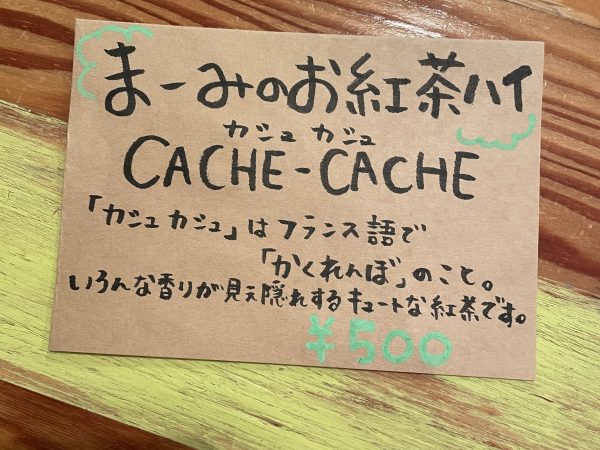 まーみのお紅茶ハイ
カシュ カシュ
CACHE-CACHE
「カシュカシュ」はフランス語で
「かくれんぼ」のこと。
いろんな香りが見え隠れするキュートな紅茶です。
¥500